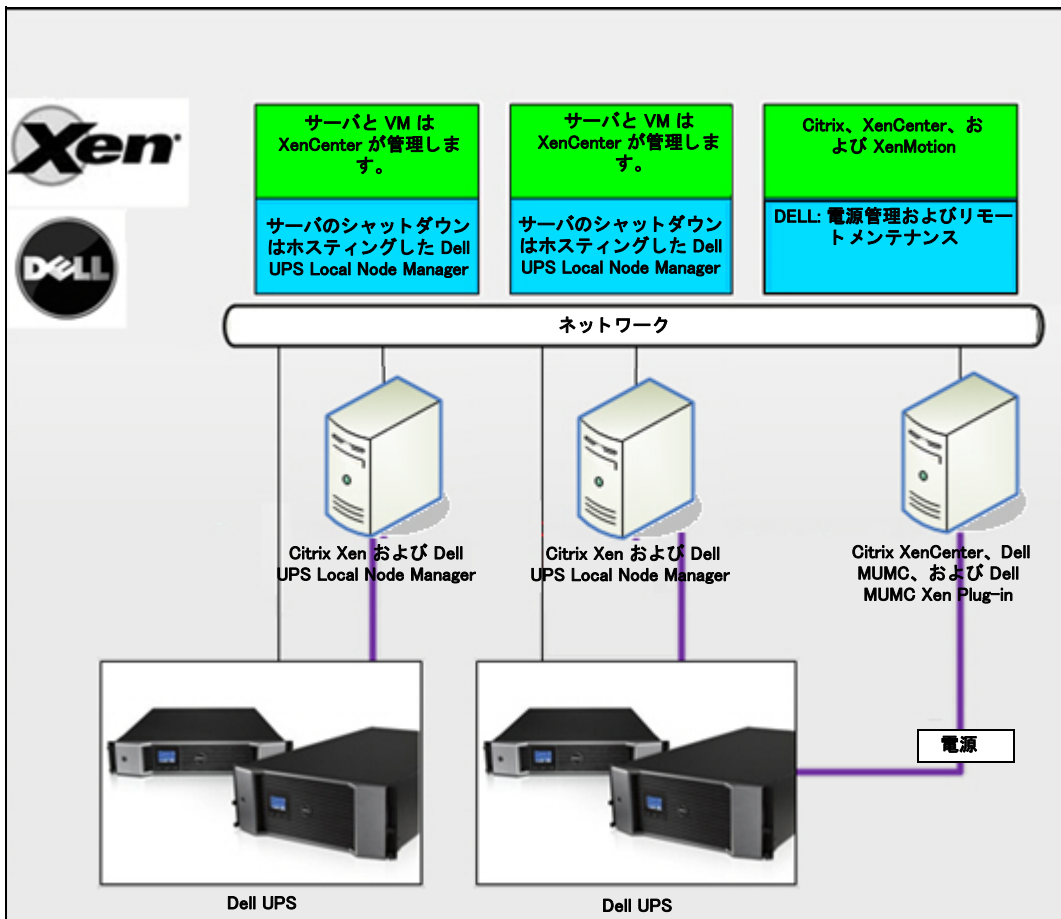 Xen
DELL
サーバと VM は
XenCenter が管理しま
す。
サーバのシャットダウン
はホスティングした Dell
UPS Local Node Manager
サーバと VM は
XenCenter が管理しま
す。
サーバのシャットダウン
はホスティングした Dell
UPS Local Node Manager
Citrix、XenCenter、お
よび XenMotion
DELL: 電源管理およびリモー
ト メンテナンス
ネットワーク
Citrix Xen および Dell
UPS Local Node Manager
Citrix Xen および Dell
UPS Local Node Manager
Citrix XenCenter、Dell
MUMC、および Dell
MUMC Xen Plug-in
電源
Dell UPS
Dell UPS